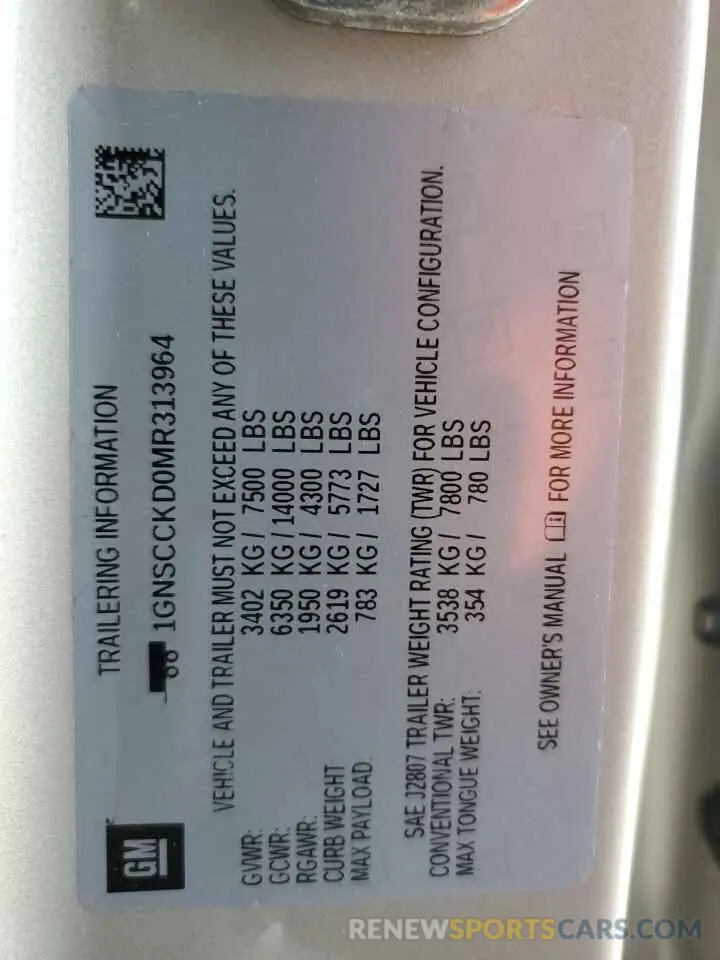 GM
TRAILERING INFORMATION
1GNSCCKD0MR313964
VEHICLE AND TRAILER MUST NOT EXCEED ANY OF THESE VALUES.
GVWR: 3402 KG/ 7500 LBS
GCWR: 6350 KG/14000 LBS
RGAWR: 1950 KG/ 4300 LBS
CURB WEIGHT 2619 KG/ 5773 LBS
MAX PAYLOAD: 783 KG/ 1727 LBS
SAE J2807 TRAILER WEIGHT RATING (TWR) FOR VEHICLE CONFIGURATION.
CONVENTIONAL TWR: 3538 KG/ 7800 LBS
MAX TONGUE WEIGHT: 354 KG/ 780 LBS
SEE OWNER'S MANUAL FOR MORE INFORMATION
RENEWSPORTSCARS.COM